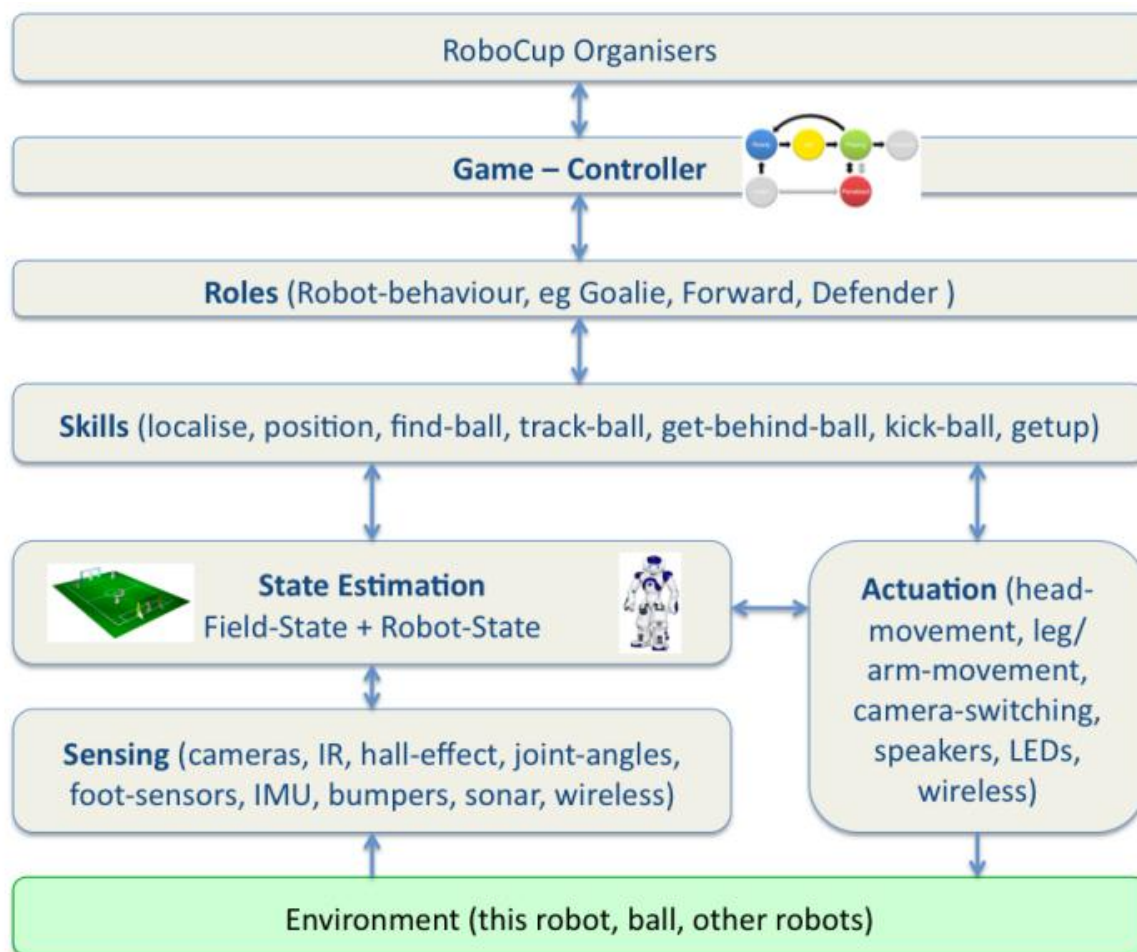 RoboCup Organisers
Game – Controller
Roles (Robot-behaviour, eg Goalie, Forward, Defender )
Skills (localise, position, find-ball, track-ball, get-behind-ball, kick-ball, getup)
State Estimation
Field-State + Robot-State
Actuation (head-
movement, leg/
arm-movement,
camera-switching,
speakers, LEDs,
wireless)
Sensing (cameras, IR, hall-effect, joint-angles,
foot-sensors, IMU, bumpers, sonar, wireless)
Environment (this robot, ball, other robots)